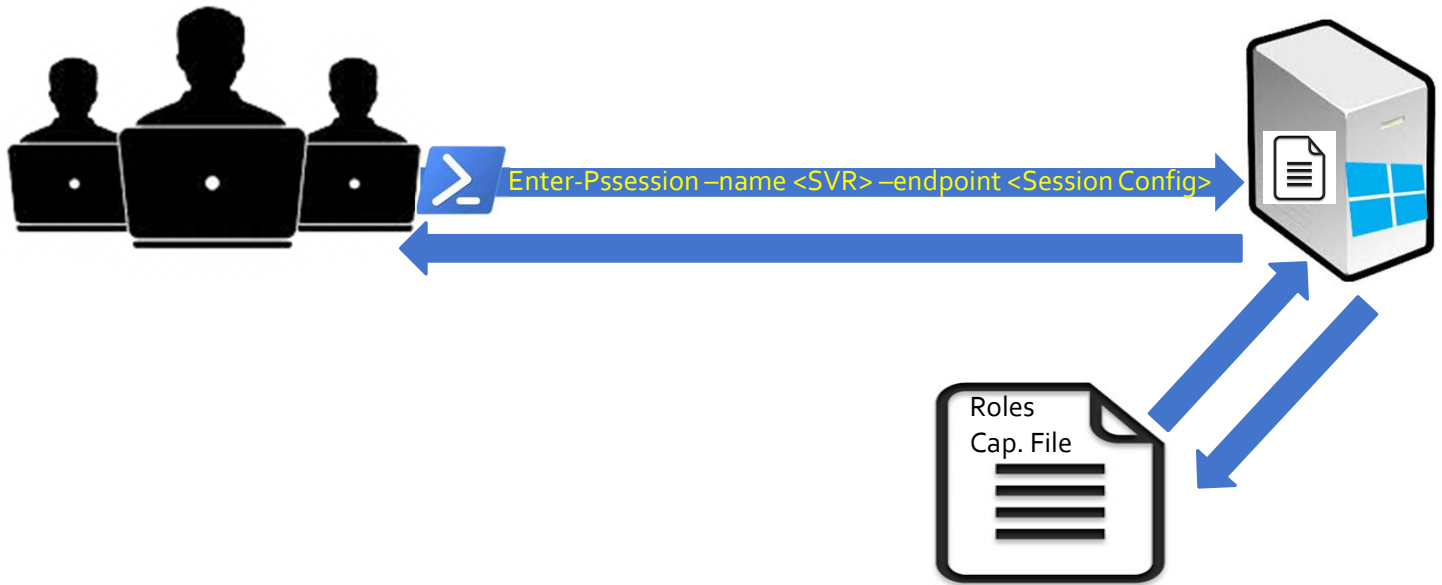 Enter-Pssession –name <SVR> –endpoint <Session Config>
Roles
Cap. File